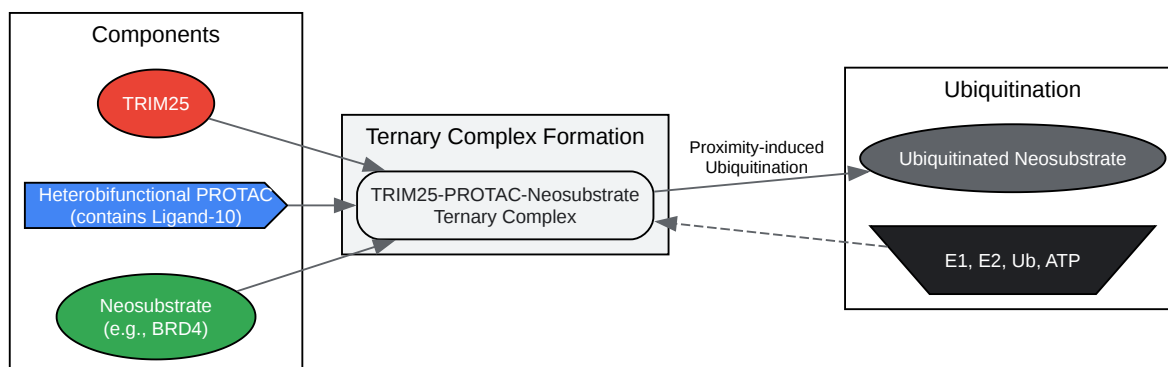 Components
TRIM25
Heterobifunctional PROTAC
(contains Ligand-10)
Neosubstrate
(e.g., BRD4)
Ternary Complex Formation
TRIM25-PROTAC-Neosubstrate
Ternary Complex
Proximity-induced
Ubiquitination
Ubiquitination
Ubiquitinated Neosubstrate
E1, E2, Ub, ATP